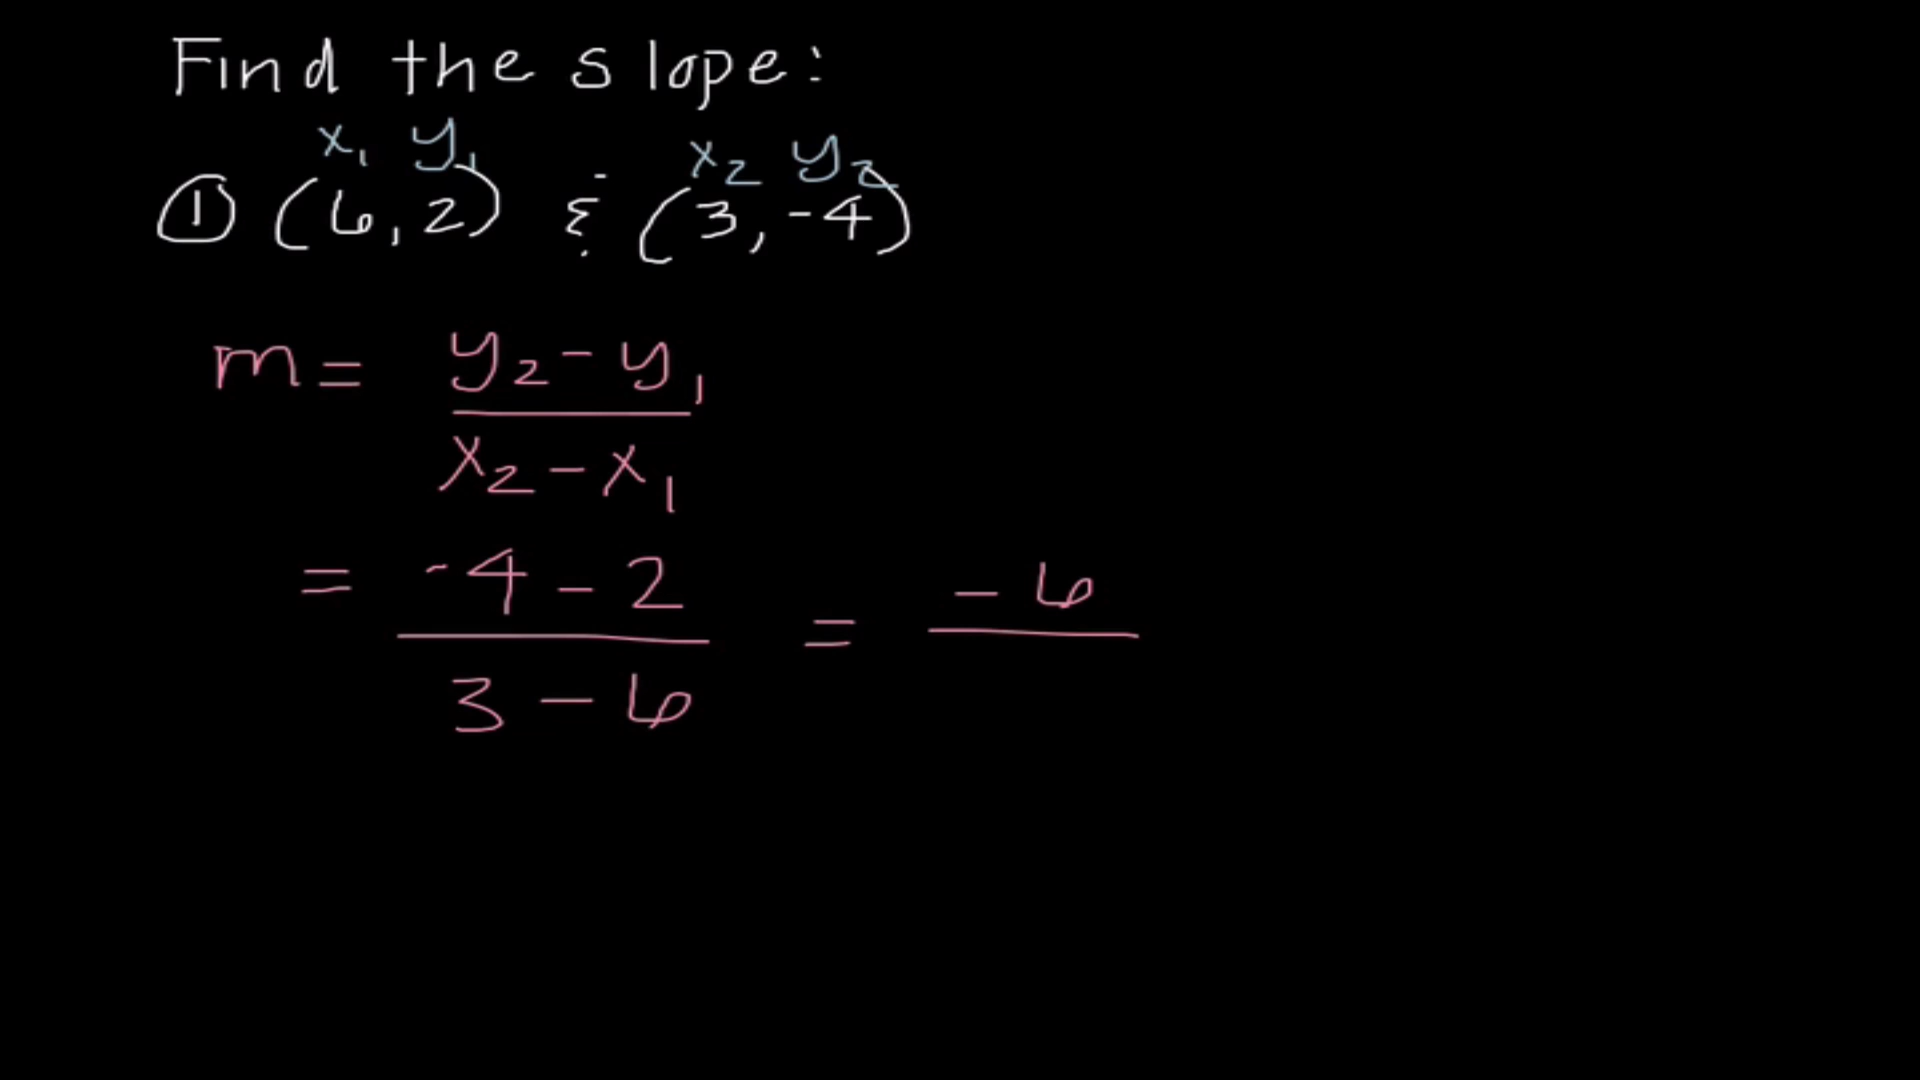 Find the slope:
x₁ y₁ x₂ y₂
① (6, 2) & (3, -4)
m = y₂ - y₁
x₂ - x₁
= -4 - 2 = -6
3 - 6